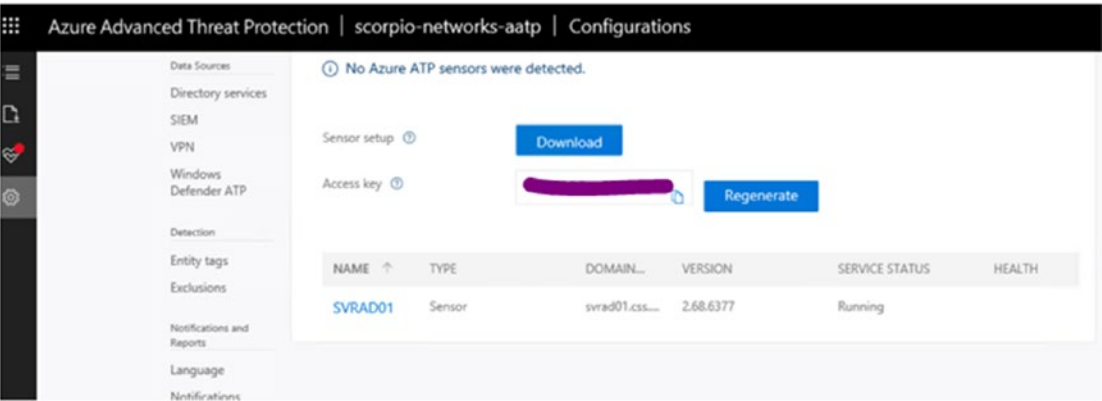 Azure Advanced Threat Protection | scorpio-networks-aatp | Configurations
Data Sources
Directory services
SIEM
VPN
Windows
Defender ATP
Detection
Entity tags
Exclusions
Notifications and
Reports
Language
Notifications
No Azure ATP sensors were detected.
Sensor setup
Download
Access key
Regenerate
NAME TYPE DOMAIN... VERSION SERVICE STATUS HEALTH
SVRAD01 Sensor svrad01.css.... 2.68.6377 Running